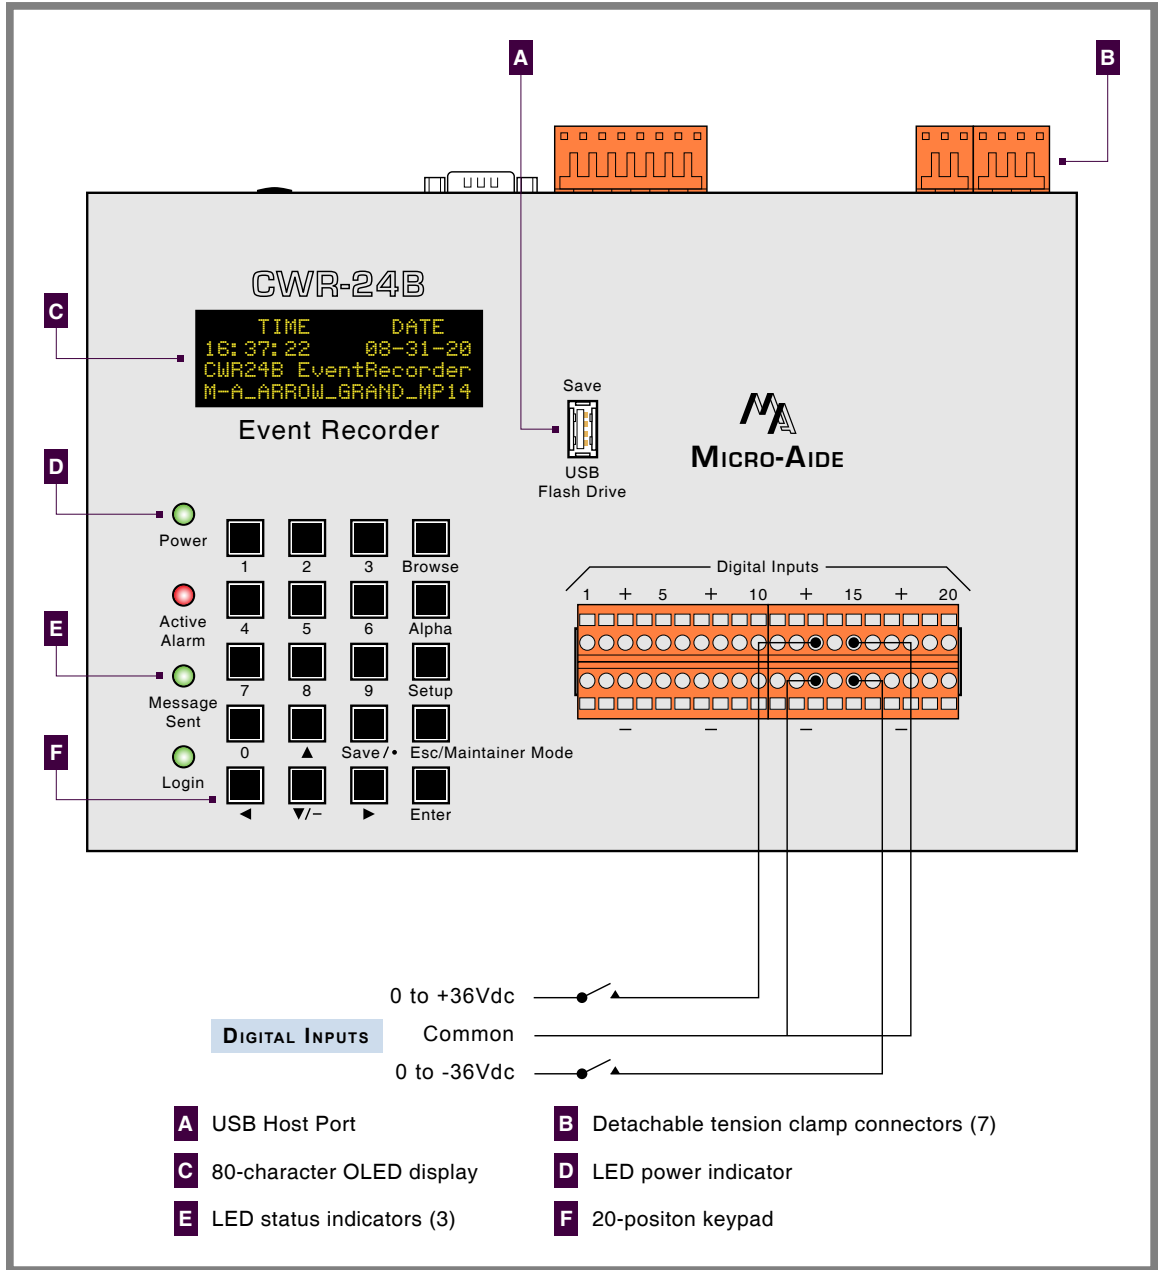 A
B
CWR-24B
C
TIME DATE
16:37:22 08-31-20
CWR24B EventRecorder
M-A_ARROW_GRAND_MP14
Event Recorder
Save
USB
Flash Drive
MA
MICRO-AIDE
D
Power
1 2 3 Browse
Active
Alarm
4 5 6 Alpha
E
Message
Sent
7 8 9 Setup
F
Login
0 ▲ Save/• Esc/Maintainer Mode
◄ ▼/– ► Enter
Digital Inputs
1 + 5 + 10 + 15 + 20
– – – –
0 to +36Vdc
DIGITAL INPUTS Common
0 to -36Vdc
A USB Host Port
B Detachable tension clamp connectors (7)
C 80-character OLED display
D LED power indicator
E LED status indicators (3)
F 20-positon keypad